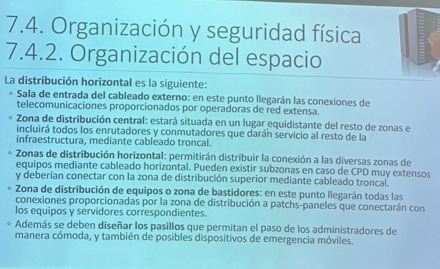 7.4. Organización y seguridad física
7.4.2. Organización del espacio
La distribución horizontal es la siguiente:
◦ Sala de entrada del cableado externo: en este punto llegarán las conexiones de
telecomunicaciones proporcionados por operadoras de red extensa.
◦ Zona de distribución central: estará situada en un lugar equidistante del resto de zonas e
incluirá todos los enrutadores y conmutadores que darán servicio al resto de la
infraestructura, mediante cableado troncal.
◦ Zonas de distribución horizontal: permitirán distribuir la conexión a las diversas zonas de
equipos mediante cableado horizontal. Pueden existir subzonas en caso de CPD muy extensos
y deberían conectar con la zona de distribución superior mediante cableado troncal.
◦ Zona de distribución de equipos o zona de bastidores: en este punto llegarán todas las
conexiones proporcionadas por la zona de distribución a patchs-paneles que conectarán con
los equipos y servidores correspondientes.
◦ Además se deben diseñar los pasillos que permitan el paso de los administradores de
manera cómoda, y también de posibles dispositivos de emergencia móviles.